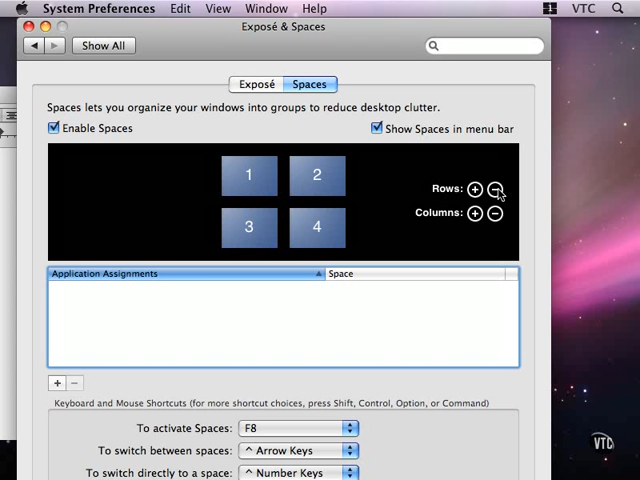 System Preferences Edit View Window Help 1 VTC
Exposé & Spaces
Show All
Exposé Spaces
Spaces lets you organize your windows into groups to reduce desktop clutter.
Enable Spaces Show Spaces in menu bar
1 2
Rows:
Columns:
3 4
Application Assignments Space
Keyboard and Mouse Shortcuts (for more shortcut choices, press Shift, Control, Option, or Command)
To activate Spaces: F8
To switch between spaces: ^ Arrow Keys
To switch directly to a space: ^ Number Keys
VTC